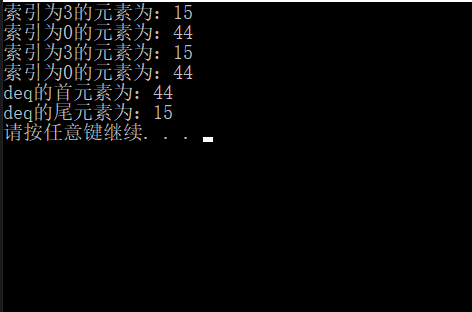 索引为3的元素为：15
索引为0的元素为：44
索引为3的元素为：15
索引为0的元素为：44
deq的首元素为：44
deq的尾元素为：15
请按任意键继续. . .